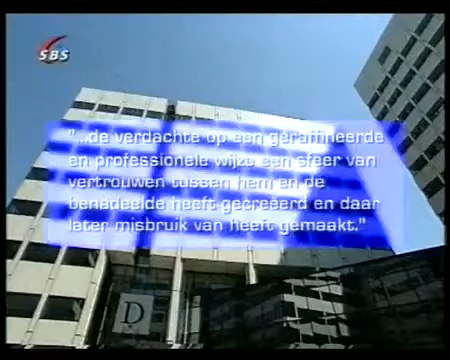 SBS
"...de verdachte op een geraffineerde
en professionele wijze een sfeer van
vertrouwen tussen hem en de
benadeelde heeft gecreëerd en daar
later misbruik van heeft gemaakt."
D